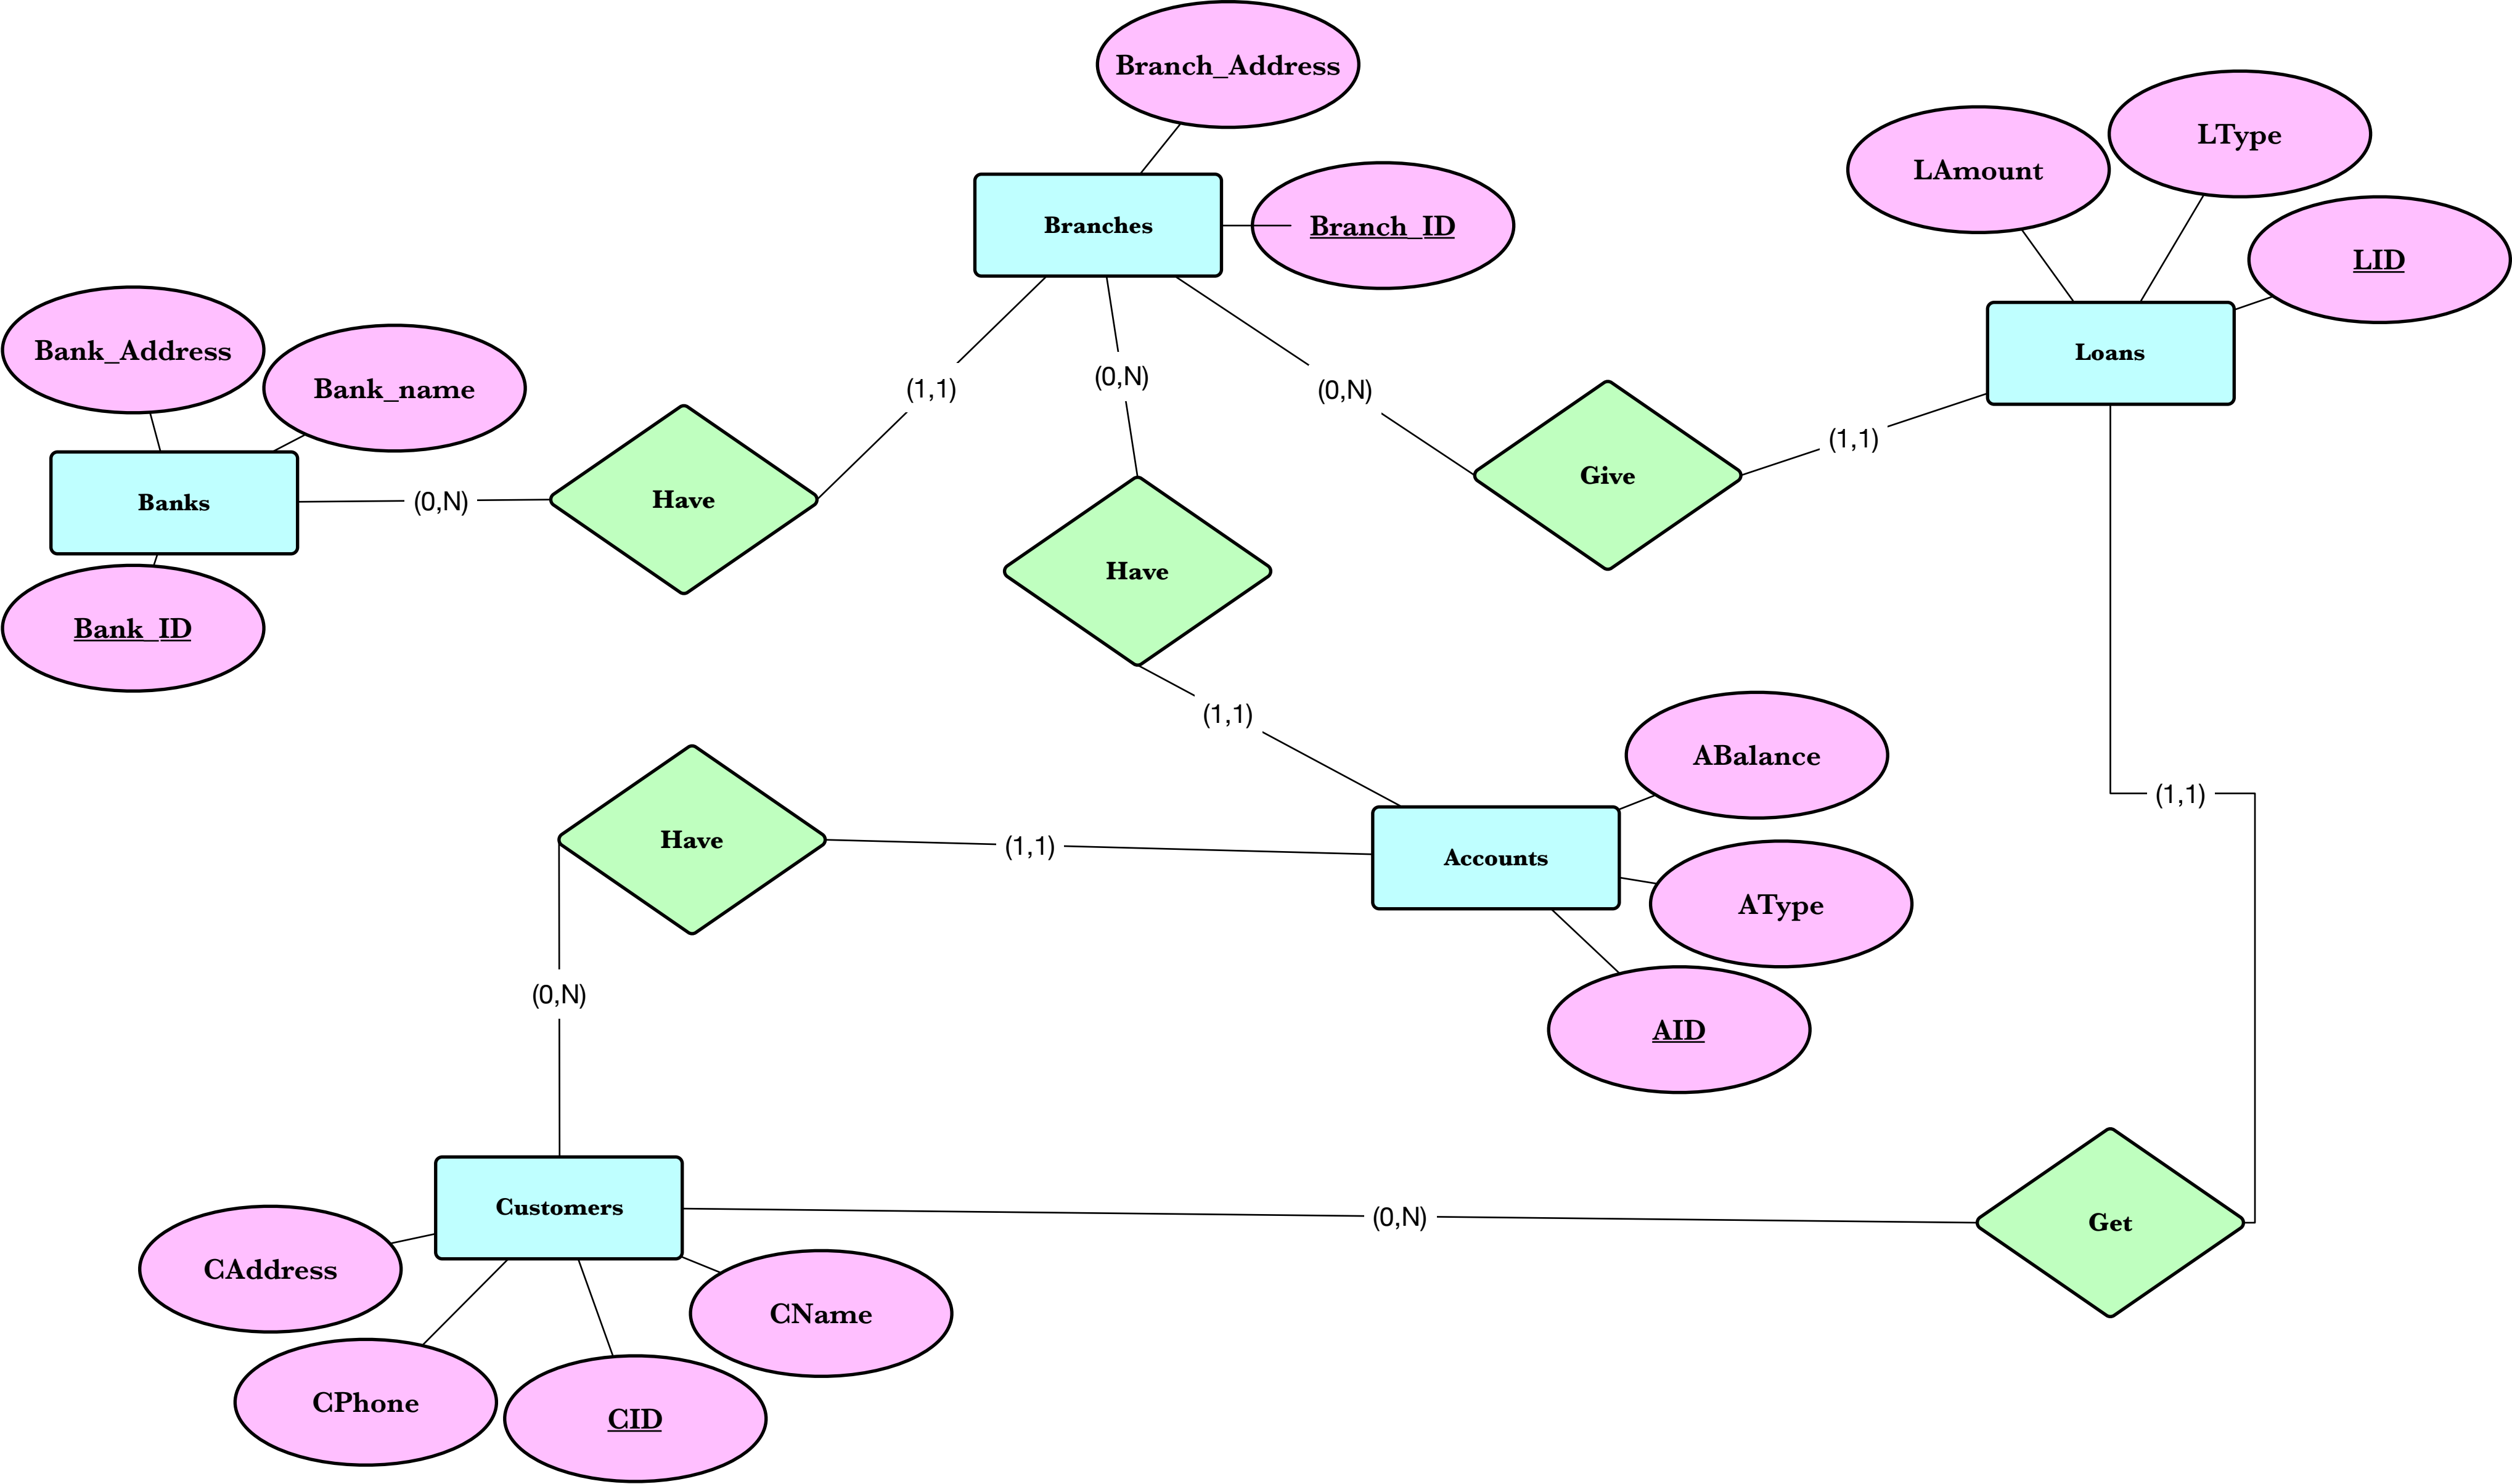 Branch_Address
LType
LAmount
Branches
Branch_ID
LID
Bank_Address
Loans
Bank_name
(1,1)
(0,N)
(0,N)
(1,1)
Give
Banks
(0,N)
Have
Have
Bank_ID
(1,1)
ABalance
(1,1)
Have
(1,1)
Accounts
AType
(0,N)
AID
Customers
(0,N)
Get
CAddress
CName
CPhone
CID